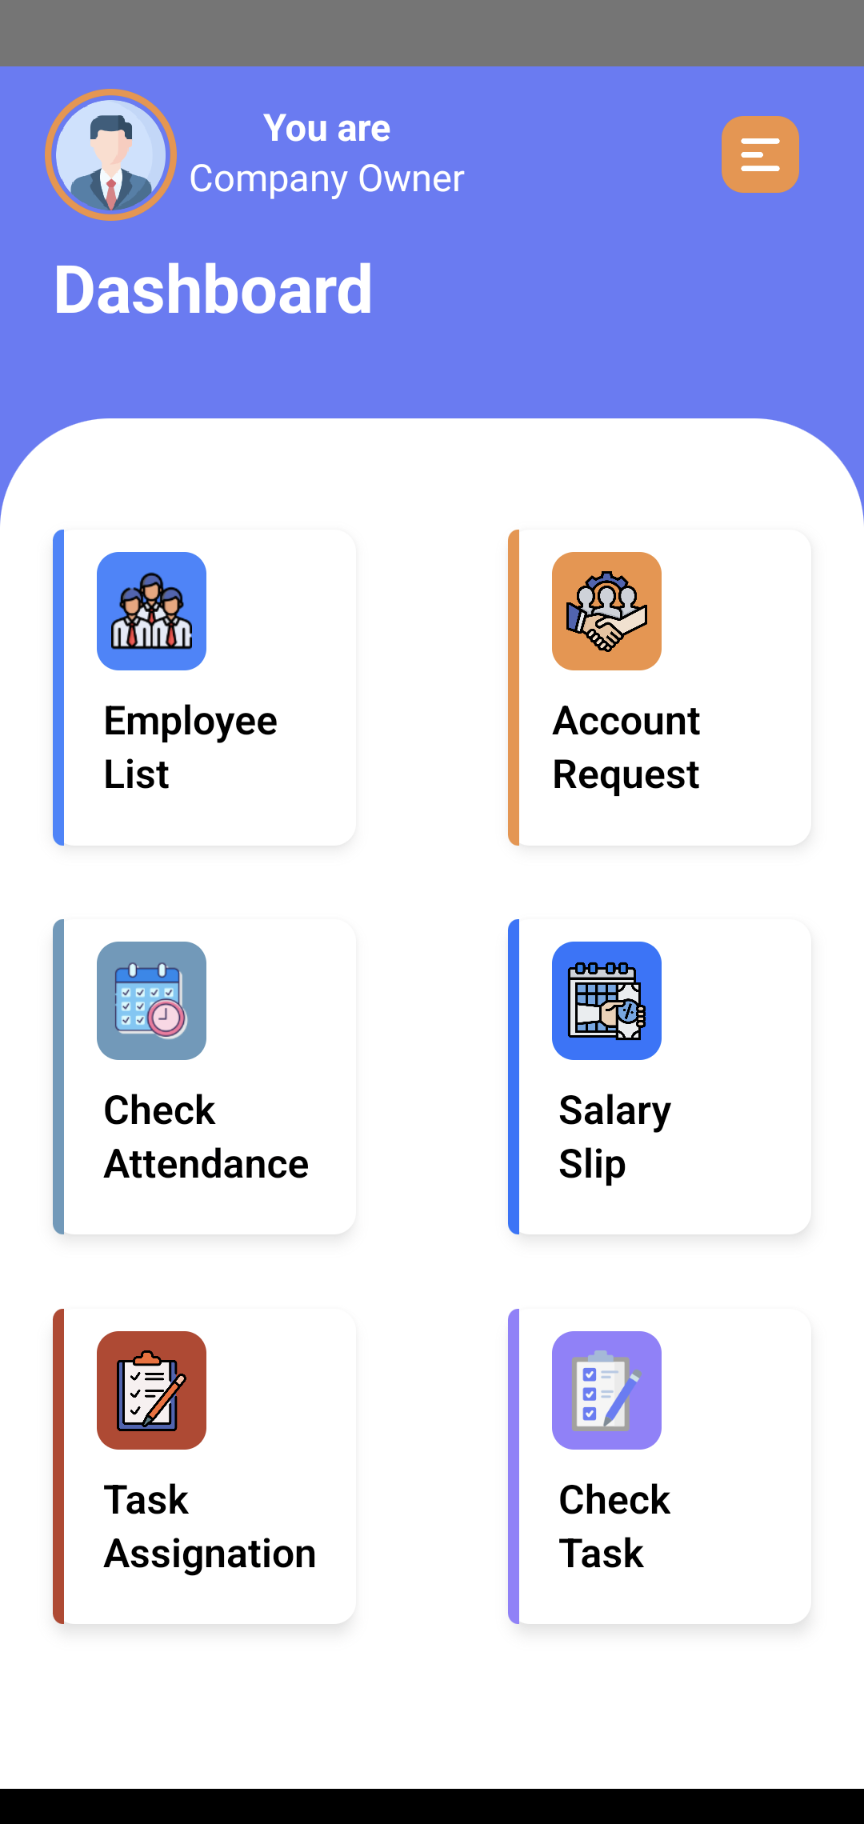 You are
Company Owner
Dashboard
Employee
List
Account
Request
Check
Attendance
Salary
Slip
Task
Assignation
Check
Task